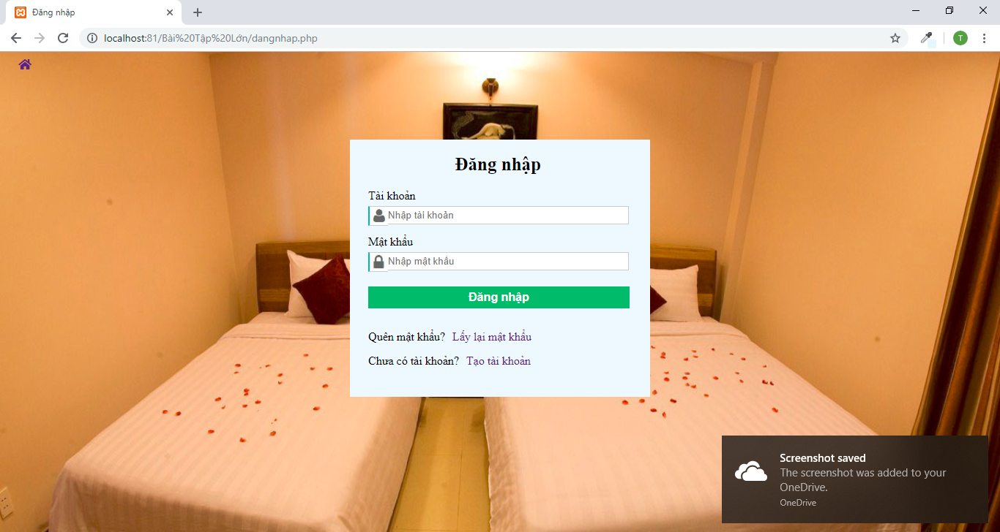 Đăng nhập
localhost:81/Bài%20Tập%20Lớn/dangnhap.php
T
Đăng nhập
Tài khoản
Nhập tài khoản
Mật khẩu
Nhập mật khẩu
Đăng nhập
Quên mật khẩu? Lấy lại mật khẩu
Chưa có tài khoản? Tạo tài khoản
Screenshot saved
The screenshot was added to your
OneDrive.
OneDrive